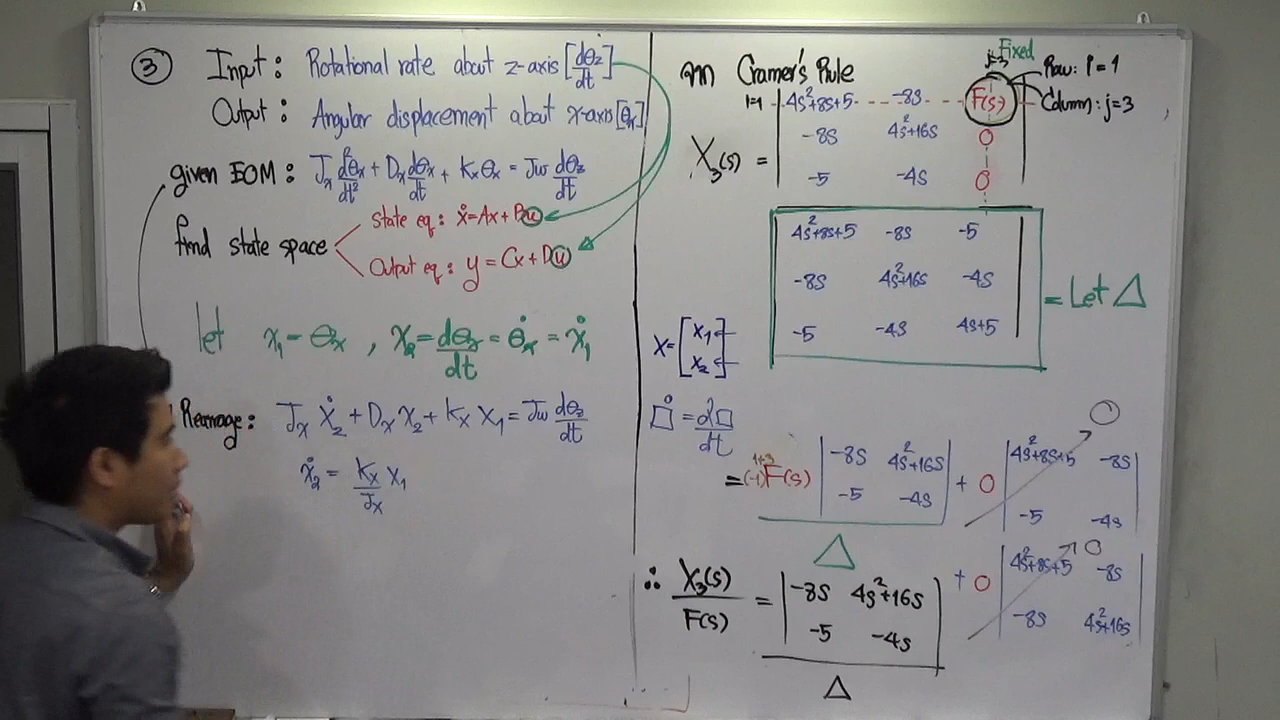 ③ Input: Rotational rate about z-axis [dθz/dt]
Output: Angular displacement about x-axis [θx]
given EOM: Jx d²θx/dt² + Dx dθx/dt + Kxθx = Jw dθz/dt
find state space
state eq: ẋ=Ax+Bu
Output eq: y = Cx+Du
let x1 = θx , x2 = dθx/dt = θ̇x = ẋ1
Rearrange: Jx ẋ2 + Dx x2 + Kx x1 = Jw dθz/dt
ẋ2 = Kx/Jx x1
Cramer's Rule
Fixed
j=3
Row: i=1
Column: j=3
i=1
X3(s) =
4s²+8s+5 -8s F(s)
-8s 4s²+16s 0
-5 -4s 0
4s²+8s+5 -8s -5
-8s 4s²+16s -4s
-5 -4s 4s+5
= Let Δ
X = [x1
x2]
□̇ = d□/dt
= (-1)¹⁺³F(s) |-8s 4s²+16s| + 0 |4s²+8s+5 -8s| 0
|-5 -4s| |-5 -4s|
Δ
+ 0 |4s²+8s+5 -8s| 0
|-8s 4s²+16s|
∴ X3(s)/F(s) = |-8s 4s²+16s|
|-5 -4s|
Δ